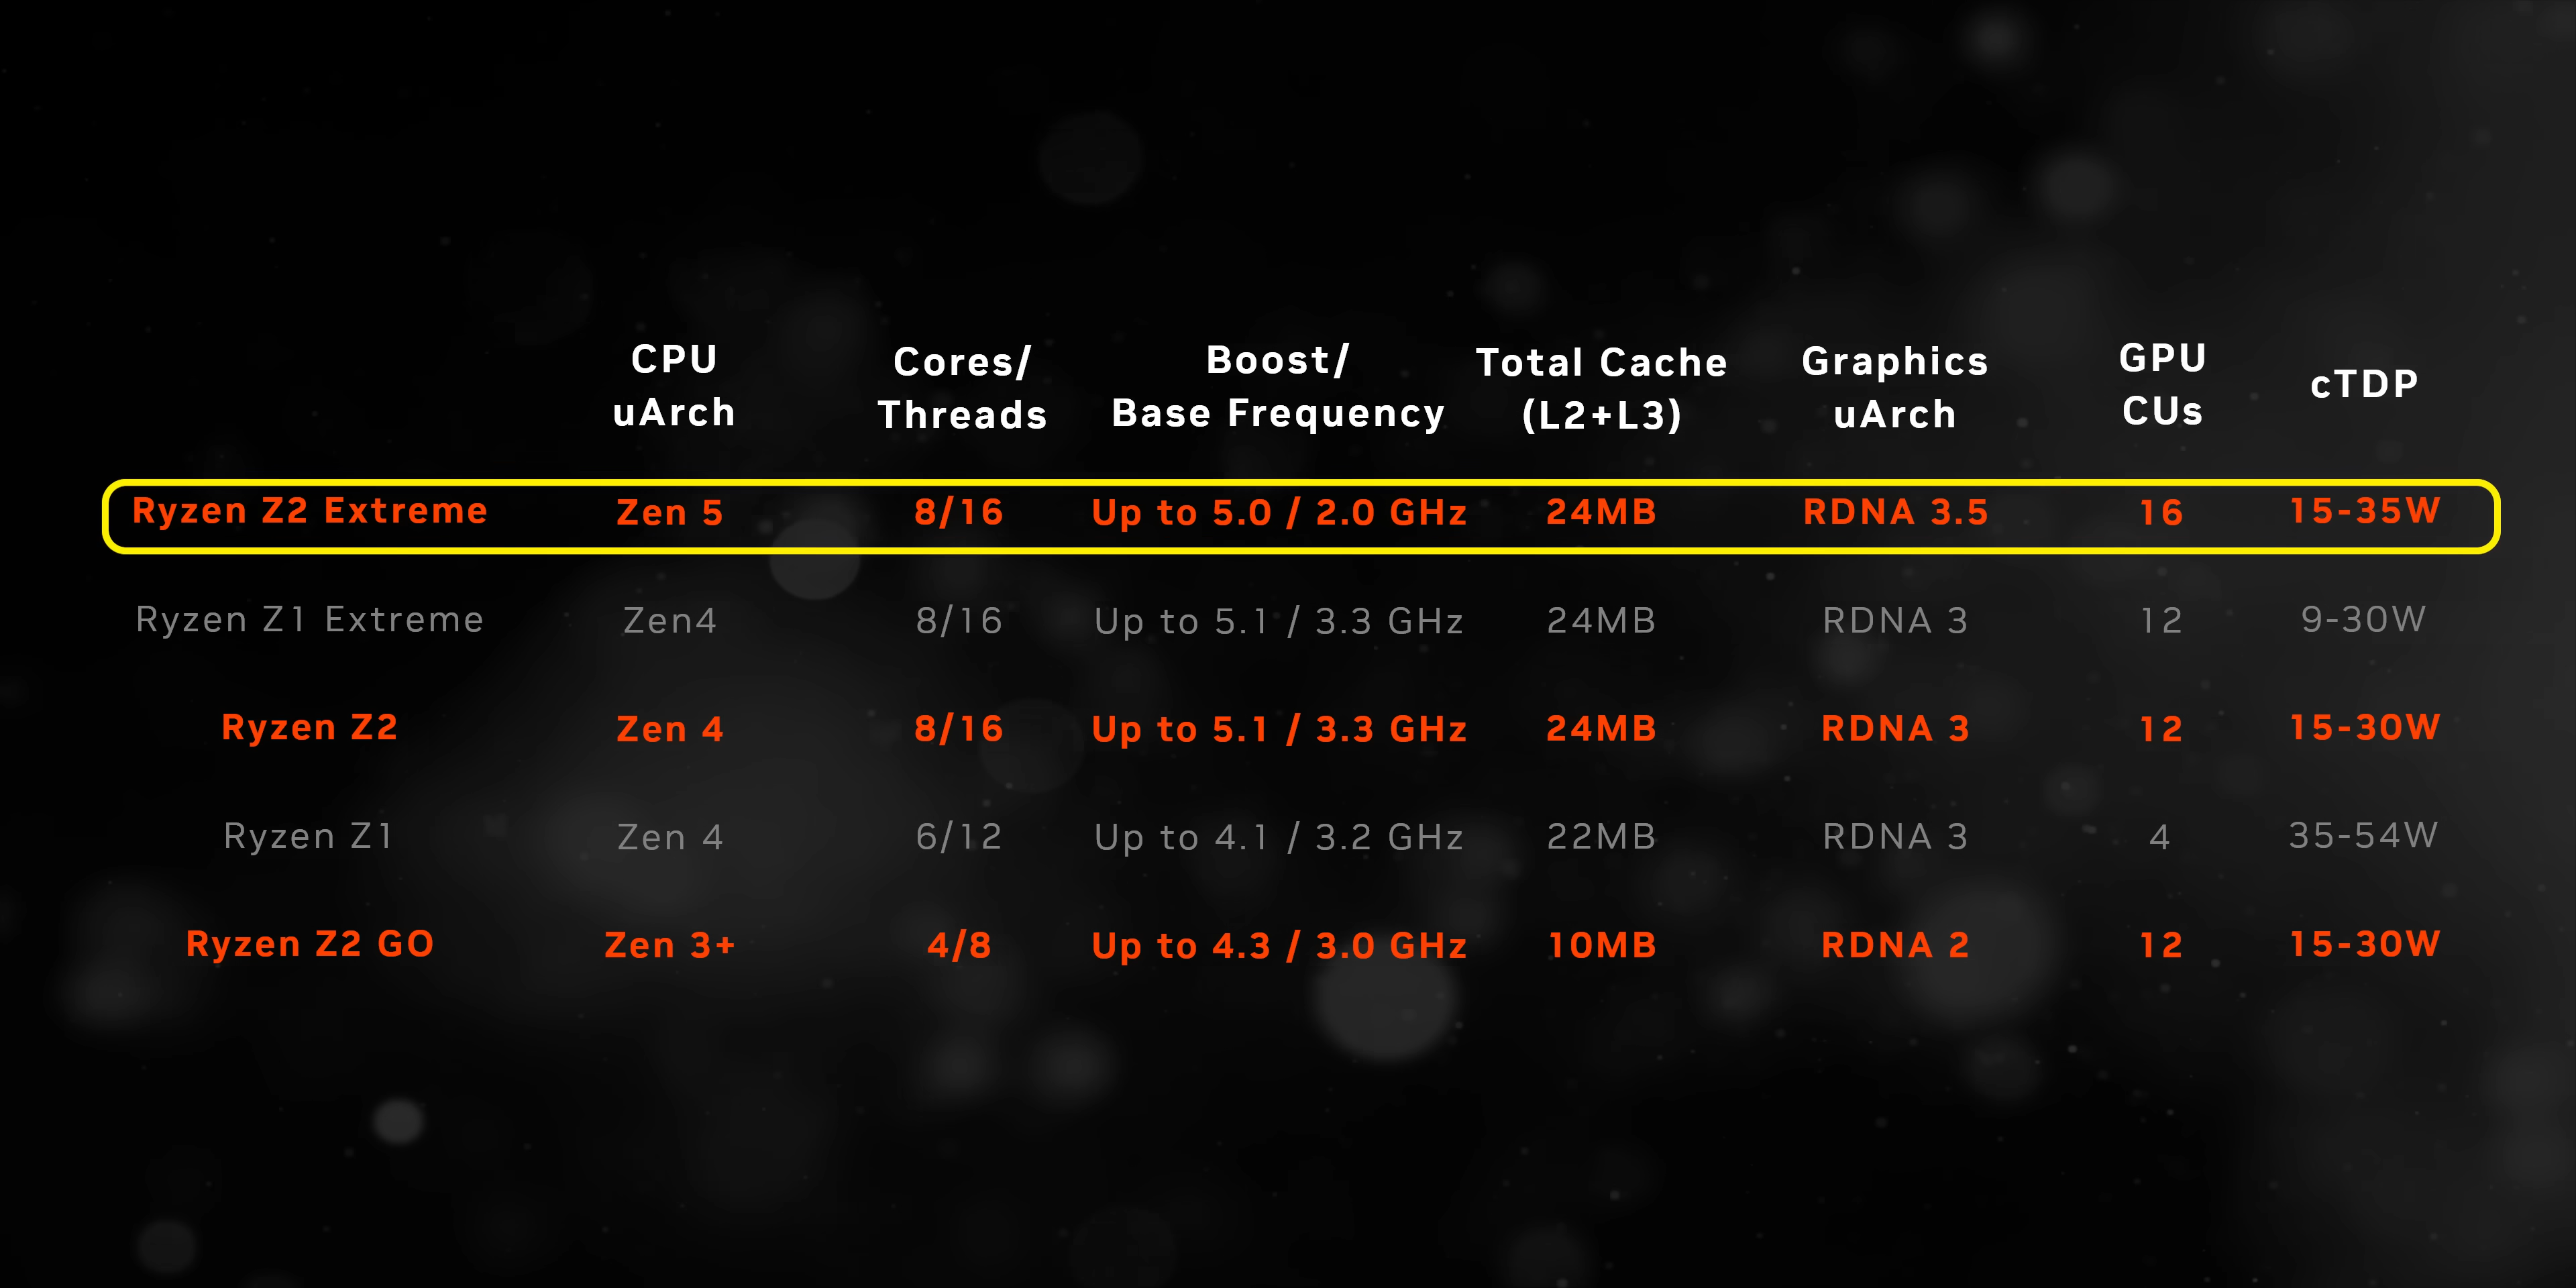 CPU uArch Cores/ Threads Boost/ Base Frequency Total Cache (L2+L3) Graphics uArch GPU CUs cTDP
Ryzen Z2 Extreme Zen 5 8/16 Up to 5.0 / 2.0 GHz 24MB RDNA 3.5 16 15-35W
Ryzen Z1 Extreme Zen4 8/16 Up to 5.1 / 3.3 GHz 24MB RDNA 3 12 9-30W
Ryzen Z2 Zen 4 8/16 Up to 5.1 / 3.3 GHz 24MB RDNA 3 12 15-30W
Ryzen Z1 Zen 4 6/12 Up to 4.1 / 3.2 GHz 22MB RDNA 3 4 35-54W
Ryzen Z2 GO Zen 3+ 4/8 Up to 4.3 / 3.0 GHz 10MB RDNA 2 12 15-30W